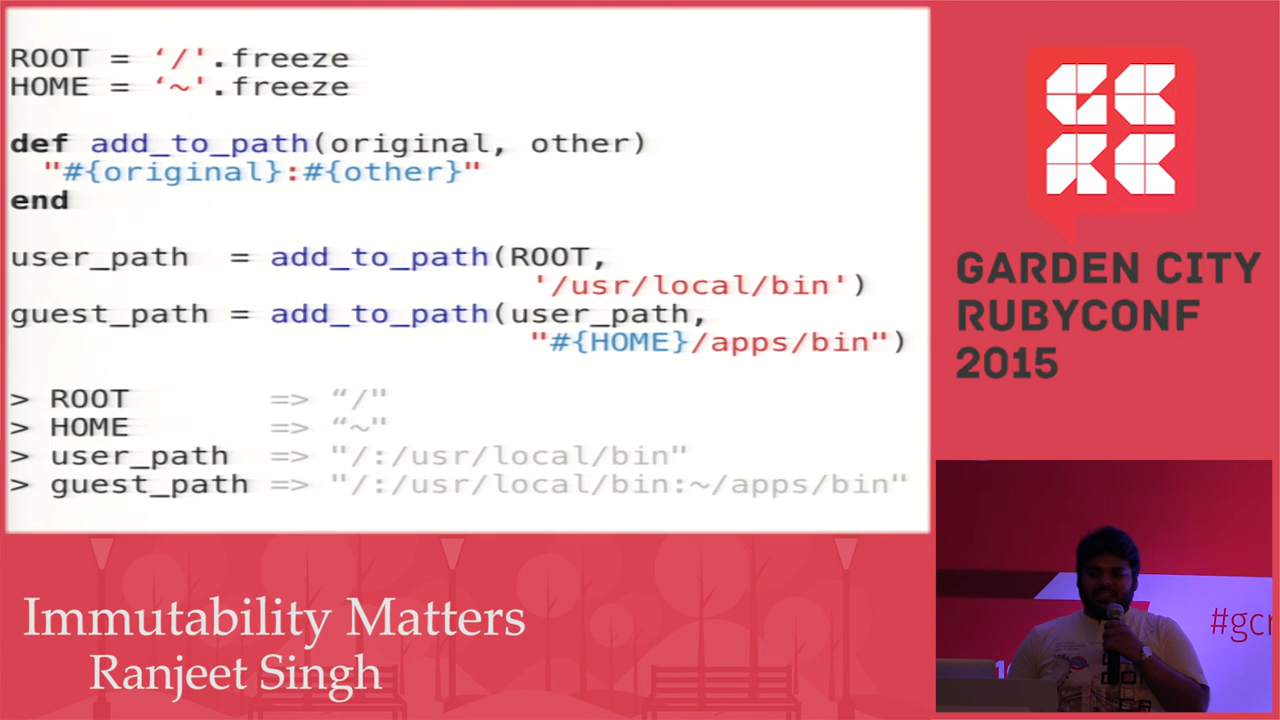 ROOT = ‘/'.freeze
HOME = ‘~'.freeze
def add_to_path(original, other)
"#{original}:#{other}"
end
user_path = add_to_path(ROOT,
'/usr/local/bin')
guest_path = add_to_path(user_path,
"#{HOME}/apps/bin")
> ROOT => “/"
> HOME => “~"
> user_path => "/:/usr/local/bin"
> guest_path => "/:/usr/local/bin:~/apps/bin"
GCRC
GARDEN CITY
RUBYCONF
2015
Immutability Matters
Ranjeet Singh
#gcr